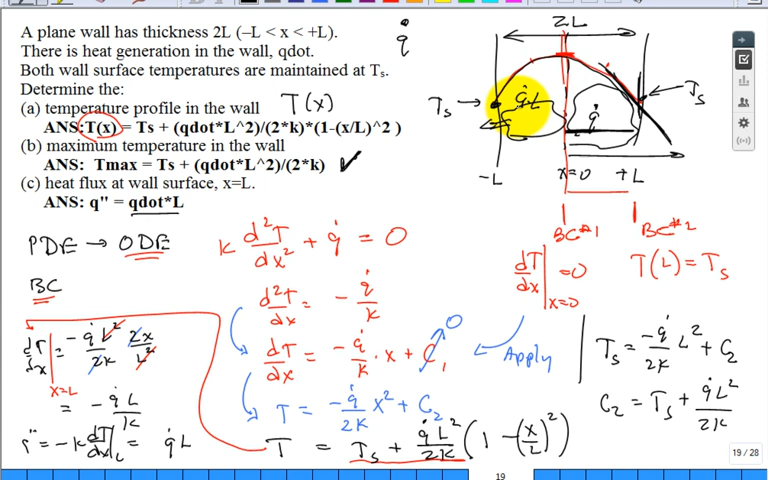 A plane wall has thickness 2L (−L < x < +L).
There is heat generation in the wall, qdot.
Both wall surface temperatures are maintained at Ts.
Determine the:
(a) temperature profile in the wall T(x)
ANS: T(x) = Ts + (qdot*L^2)/(2*k)*(1-(x/L)^2 )
(b) maximum temperature in the wall
ANS: Tmax = Ts + (qdot*L^2)/(2*k) ✓
(c) heat flux at wall surface, x=L.
ANS: q" = qdot*L
q̇
2L
Ts → q̇L q̇ ← Ts
-L x=0 +L
BC#1 BC#2
dT/dx |x=0 = 0 T(L) = Ts
PDE → ODE k d²T/dx² + q̇ = 0
BC
d²T/dx = - q̇/k
dT/dx = - q̇/k · x + C₁ → 0 ← Apply
T = -q̇/2k x² + C₂
T = Ts + q̇L²/2k (1 - (x/L)²)
dT/dx |x=L = -q̇L²/2k 2x/L²
= - q̇L/k
q" = -k dT/dx |L = q̇L
Ts = -q̇/2k L² + C₂
C₂ = Ts + q̇L²/2k
19 / 28
19